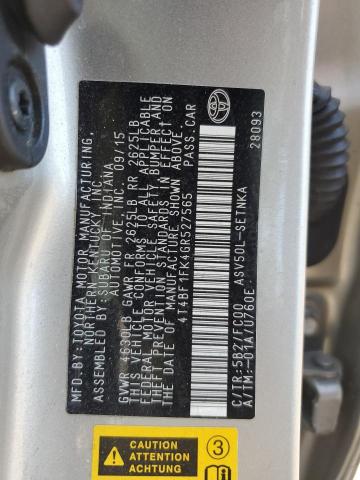 MFD.BY:TOYOTA MOTOR MANUFACTURING,
NORTHERN KENTUCKY,INC.
ASSEMBLED BY:SUBARU OF INDIANA
AUTOMOTIVE,INC. 09/15
GVWR 4630LB GAWR FR 2625LB RR 2625LB
THIS VEHICLE CONFORMS TO ALL APPLICABLE
FEDERAL MOTOR VEHICLE SAFETY,BUMPER,AND
THEFT PREVENTION STANDARDS IN EFFECT ON
THE DATE OF MANUFACTURE SHOWN ABOVE.
4T4BF1FK4GR527565 PASS.CAR
C/TR:5B2/FC00 ASV50L-SETNKA
A/TM:-01A/U760E 28093
CAUTION
ATTENTION
ACHTUNG
3